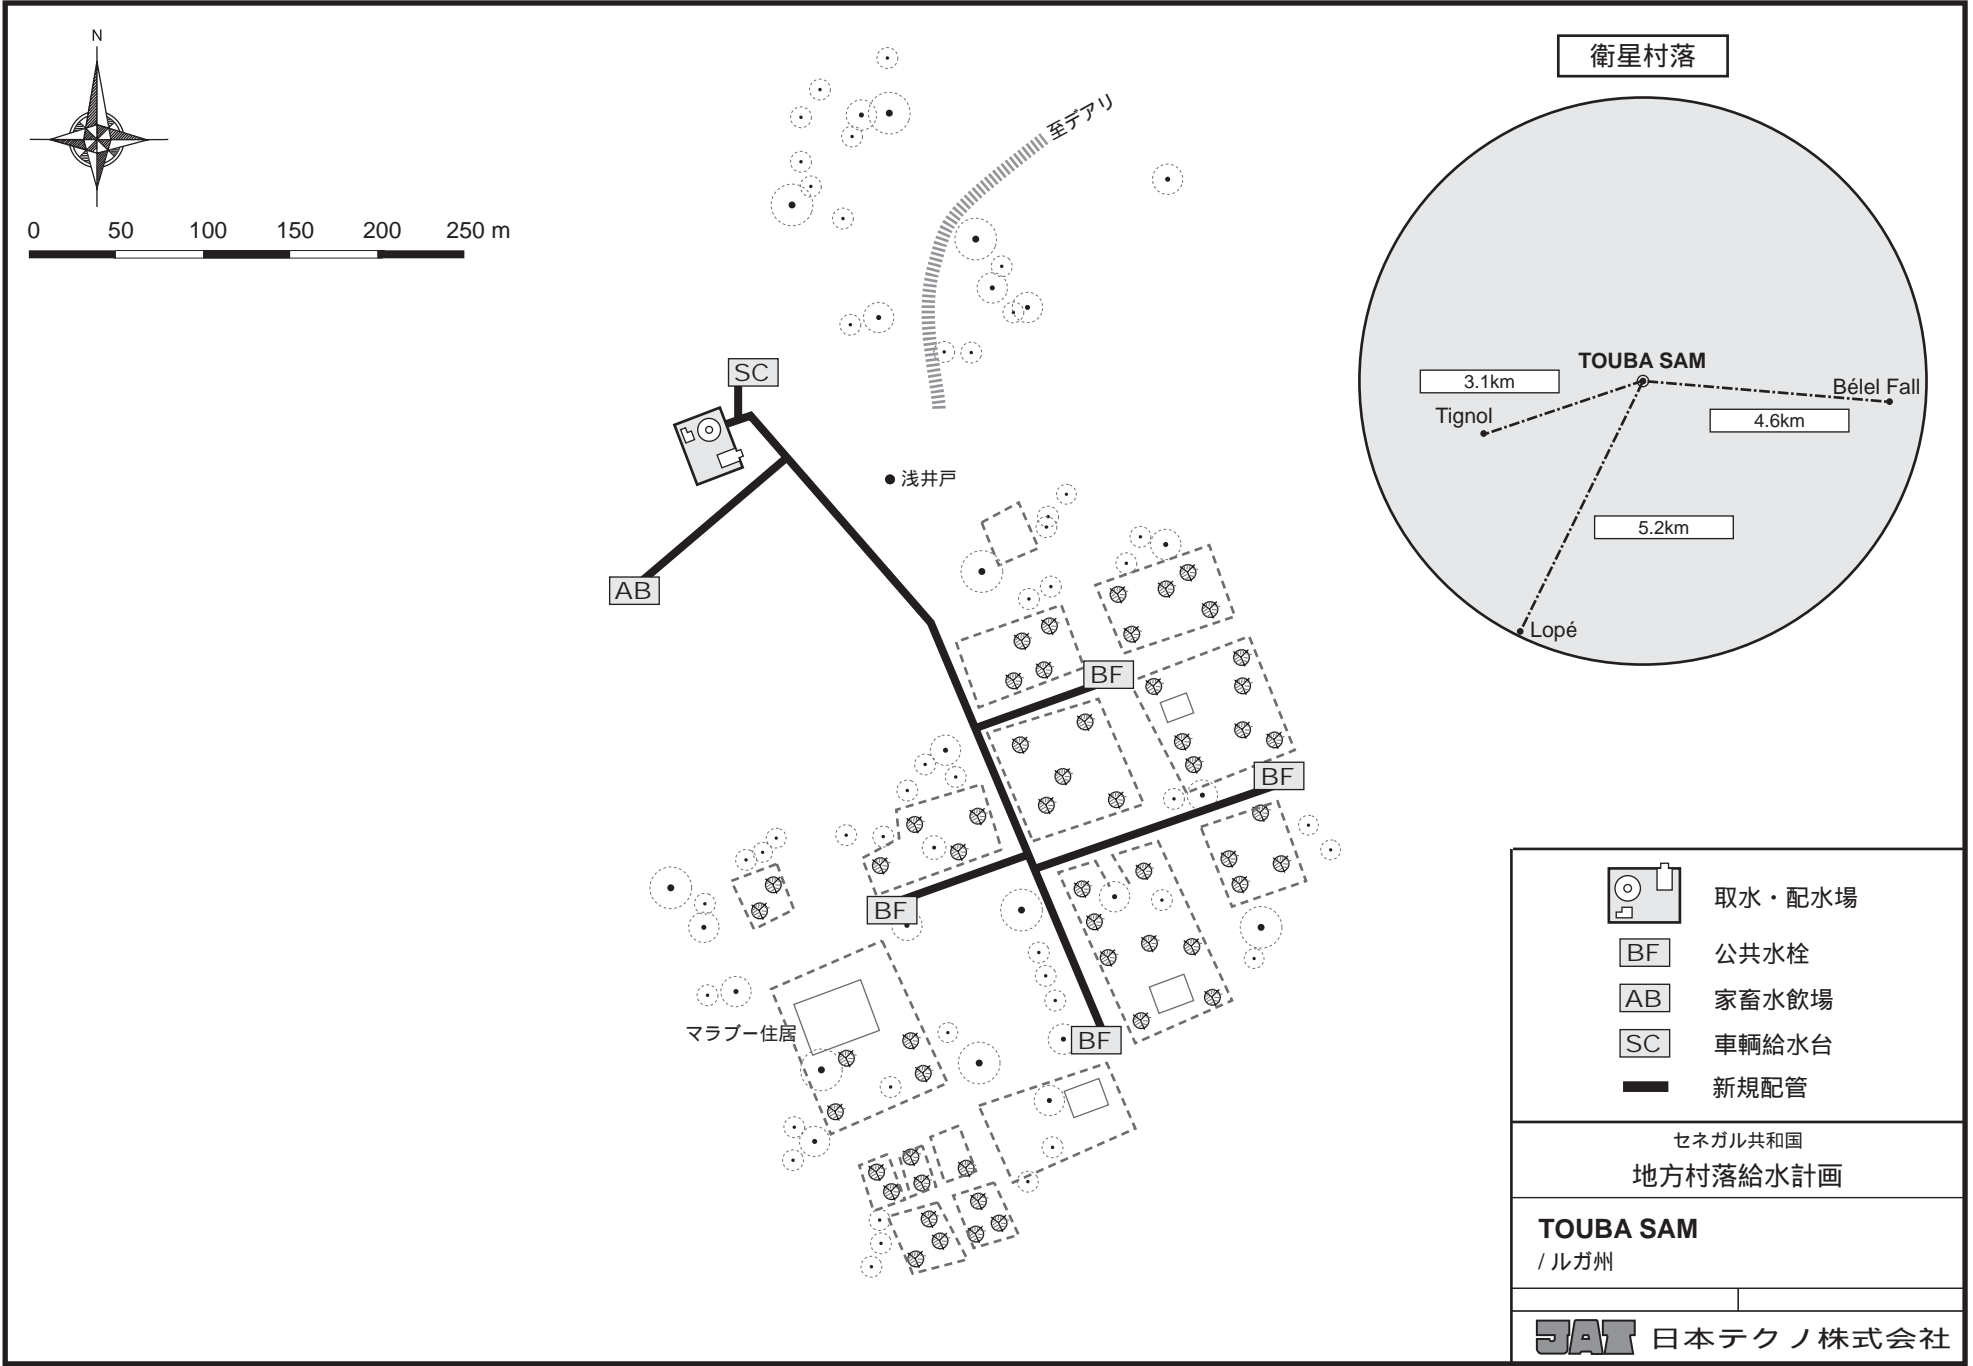 N
0 50 100 150 200 250 m
至デアリ
SC
AB
浅井戸
BF
BF
BF
BF
マラブー住居
衛星村落
TOUBA SAM
3.1km
Tignol
Bélel Fall
4.6km
5.2km
Lopé
取水・配水場
BF 公共水栓
AB 家畜水飲場
SC 車輌給水台
新規配管
セネガル共和国
地方村落給水計画
TOUBA SAM
/ ルガ州
JAT 日本テクノ株式会社